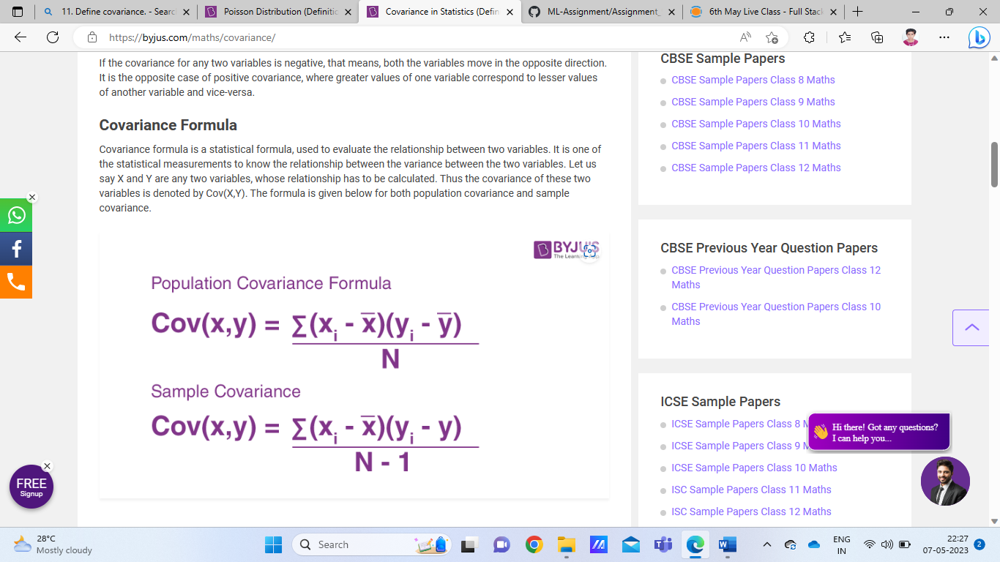 11. Define covariance. - Searc
Poisson Distribution (Definitic
Covariance in Statistics (Defin
ML-Assignment/Assignment_
6th May Live Class - Full Stack
https://byjus.com/maths/covariance/
If the covariance for any two variables is negative, that means, both the variables move in the opposite direction.
It is the opposite case of positive covariance, where greater values of one variable correspond to lesser values
of another variable and vice-versa.
Covariance Formula
Covariance formula is a statistical formula, used to evaluate the relationship between two variables. It is one of
the statistical measurements to know the relationship between the variance between the two variables. Let us
say X and Y are any two variables, whose relationship has to be calculated. Thus the covariance of these two
variables is denoted by Cov(X,Y). The formula is given below for both population covariance and sample
covariance.
BYJU'S
The Learning App
Population Covariance Formula
Cov(x,y) = ∑(xᵢ - x̅)(yᵢ - y̅)
N
Sample Covariance
Cov(x,y) = ∑(xᵢ - x̅)(yᵢ - y)
N - 1
CBSE Sample Papers
CBSE Sample Papers Class 8 Maths
CBSE Sample Papers Class 9 Maths
CBSE Sample Papers Class 10 Maths
CBSE Sample Papers Class 11 Maths
CBSE Sample Papers Class 12 Maths
CBSE Previous Year Question Papers
CBSE Previous Year Question Papers Class 12
Maths
CBSE Previous Year Question Papers Class 10
Maths
ICSE Sample Papers
ICSE Sample Papers Class 8 M
ICSE Sample Papers Class 9 M
ICSE Sample Papers Class 10 Maths
ISC Sample Papers Class 11 Maths
ISC Sample Papers Class 12 Maths
Hi there! Got any questions?
I can help you...
FREE
Signup
28°C
Mostly cloudy
Search
ENG
IN
22:27
07-05-2023
2